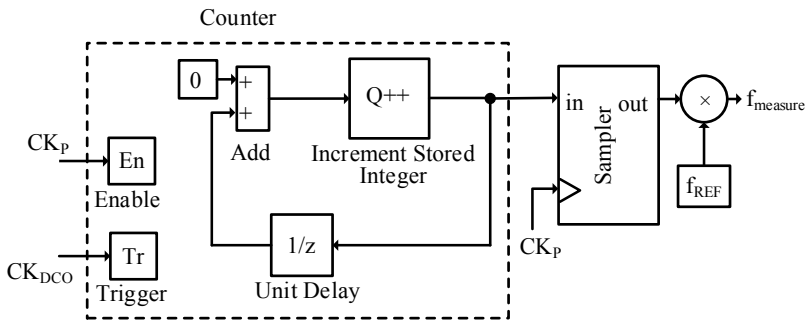 Counter
0
+
+
Add
Q++
Increment Stored
Integer
CK_P
En
Enable
CK_DCO
Tr
Trigger
1/z
Unit Delay
in
out
Sampler
CK_P
×
f_measure
f_REF